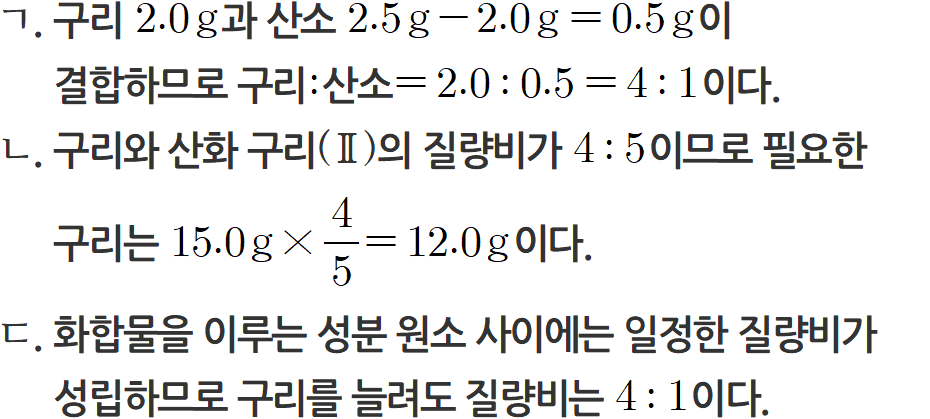 ㄱ. 구리 2.0 g과 산소 2.5 g − 2.0 g = 0.5 g이
결합하므로 구리:산소= 2.0 : 0.5 = 4 : 1이다.
ㄴ. 구리와 산화 구리(Ⅱ)의 질량비가 4 : 5이므로 필요한
구리는 15.0 g × 4/5 = 12.0 g이다.
ㄷ. 화합물을 이루는 성분 원소 사이에는 일정한 질량비가
성립하므로 구리를 늘려도 질량비는 4 : 1이다.